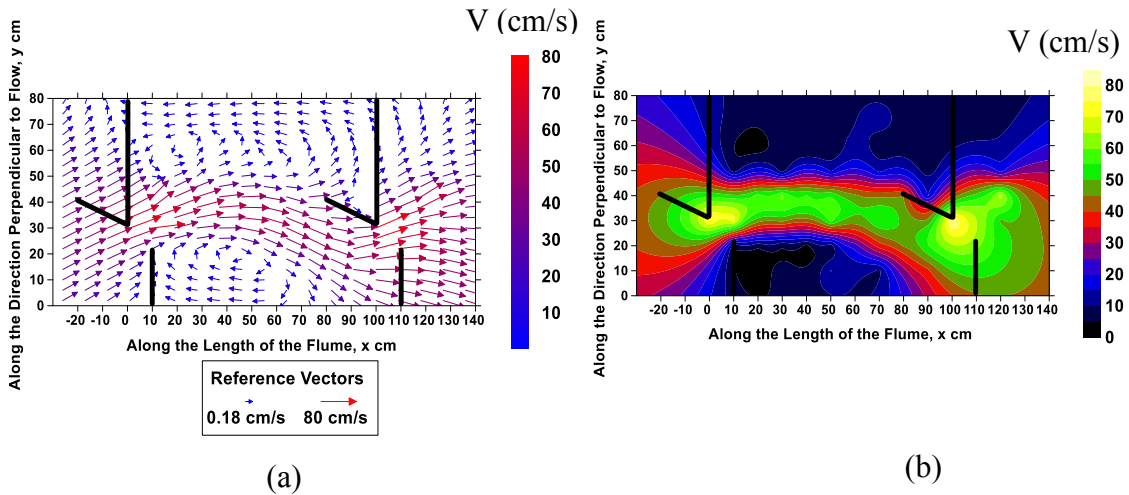 V (cm/s)
Along the Direction Perpendicular to Flow, y cm
80
70
60
50
40
30
20
10
0
-20 -10 0 10 20 30 40 50 60 70 80 90 100 110 120 130 140
Along the Length of the Flume, x cm
80
70
60
50
40
30
20
10
Reference Vectors
0.18 cm/s 80 cm/s
(a)
V (cm/s)
Along the Direction Perpendicular to Flow, y cm
80
70
60
50
40
30
20
10
0
-20 -10 0 10 20 30 40 50 60 70 80 90 100 110 120 130 140
Along the Length of the Flume, x cm
80
70
60
50
40
30
20
10
0
(b)